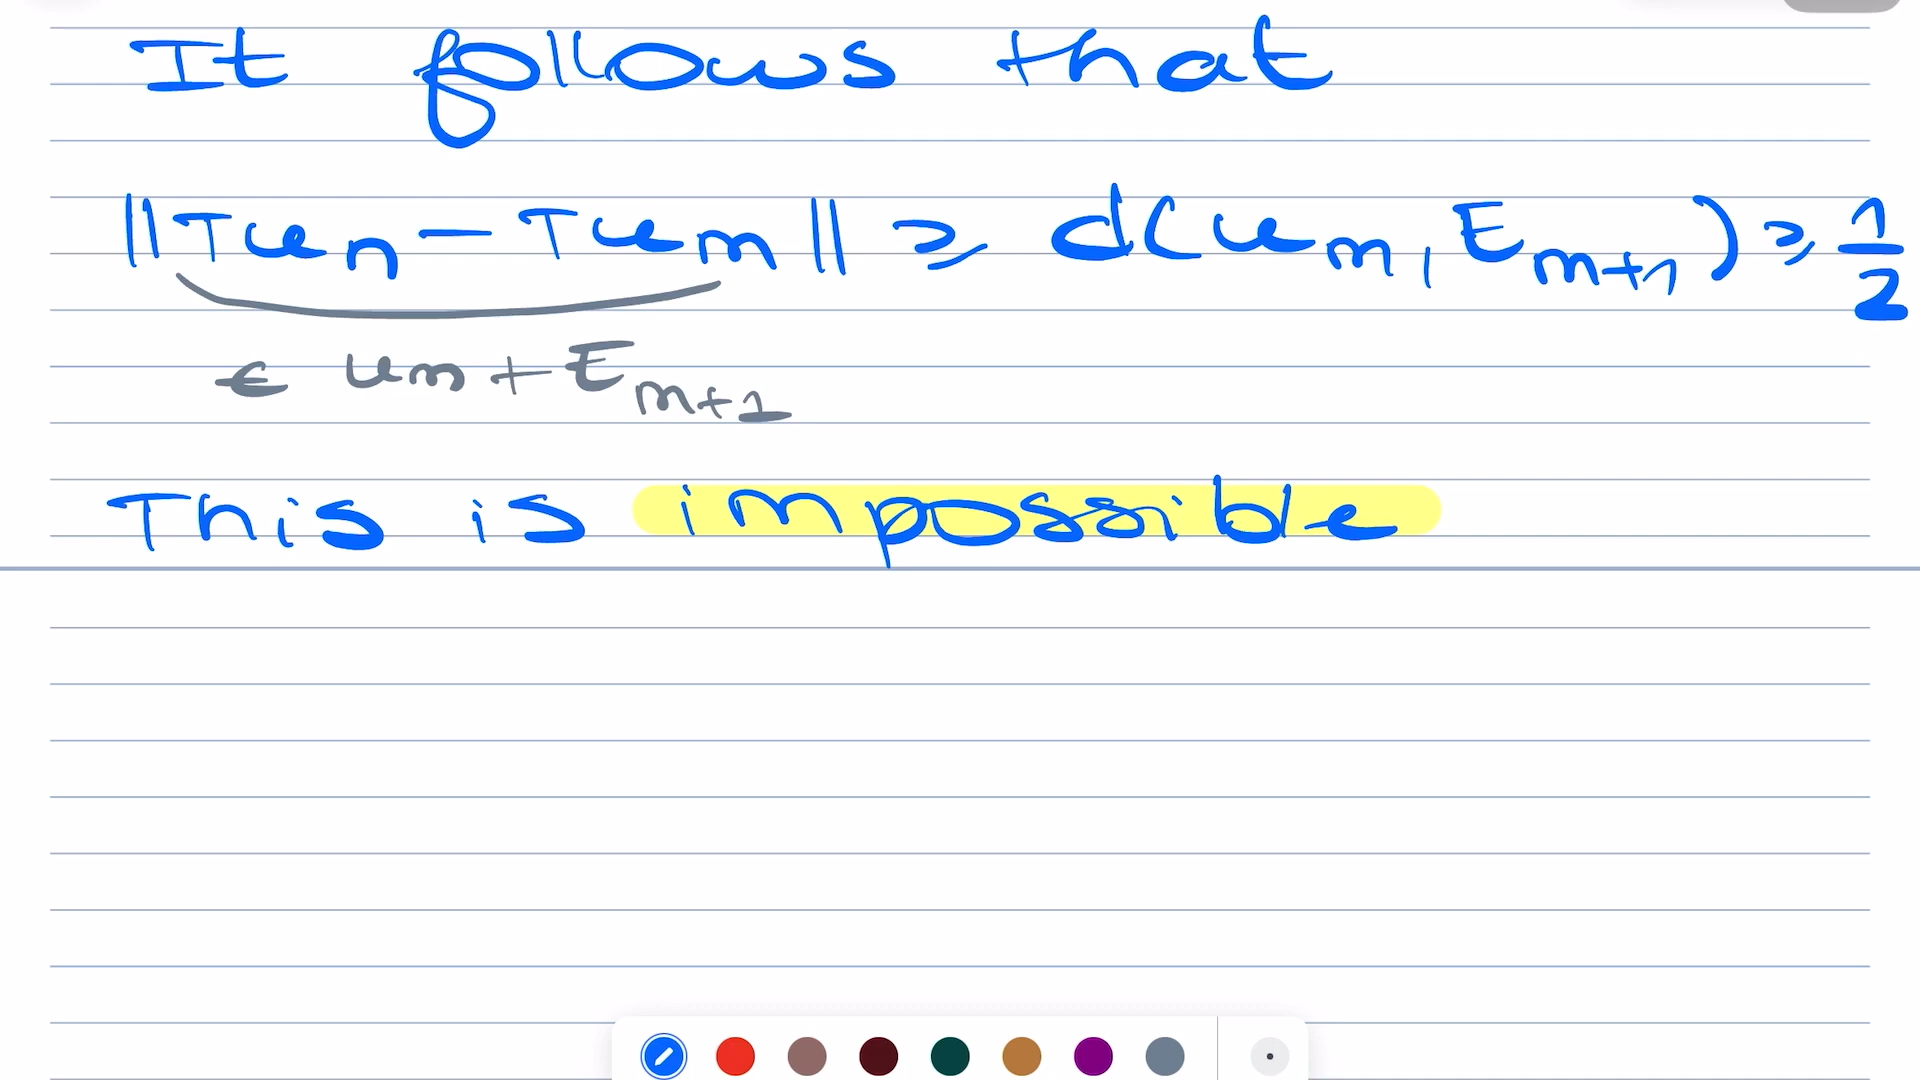 It follows that
||Tun - Tum|| ≥ d(um, Em+1) ≥ 1/2
∈ um + Em+1
This is impossible